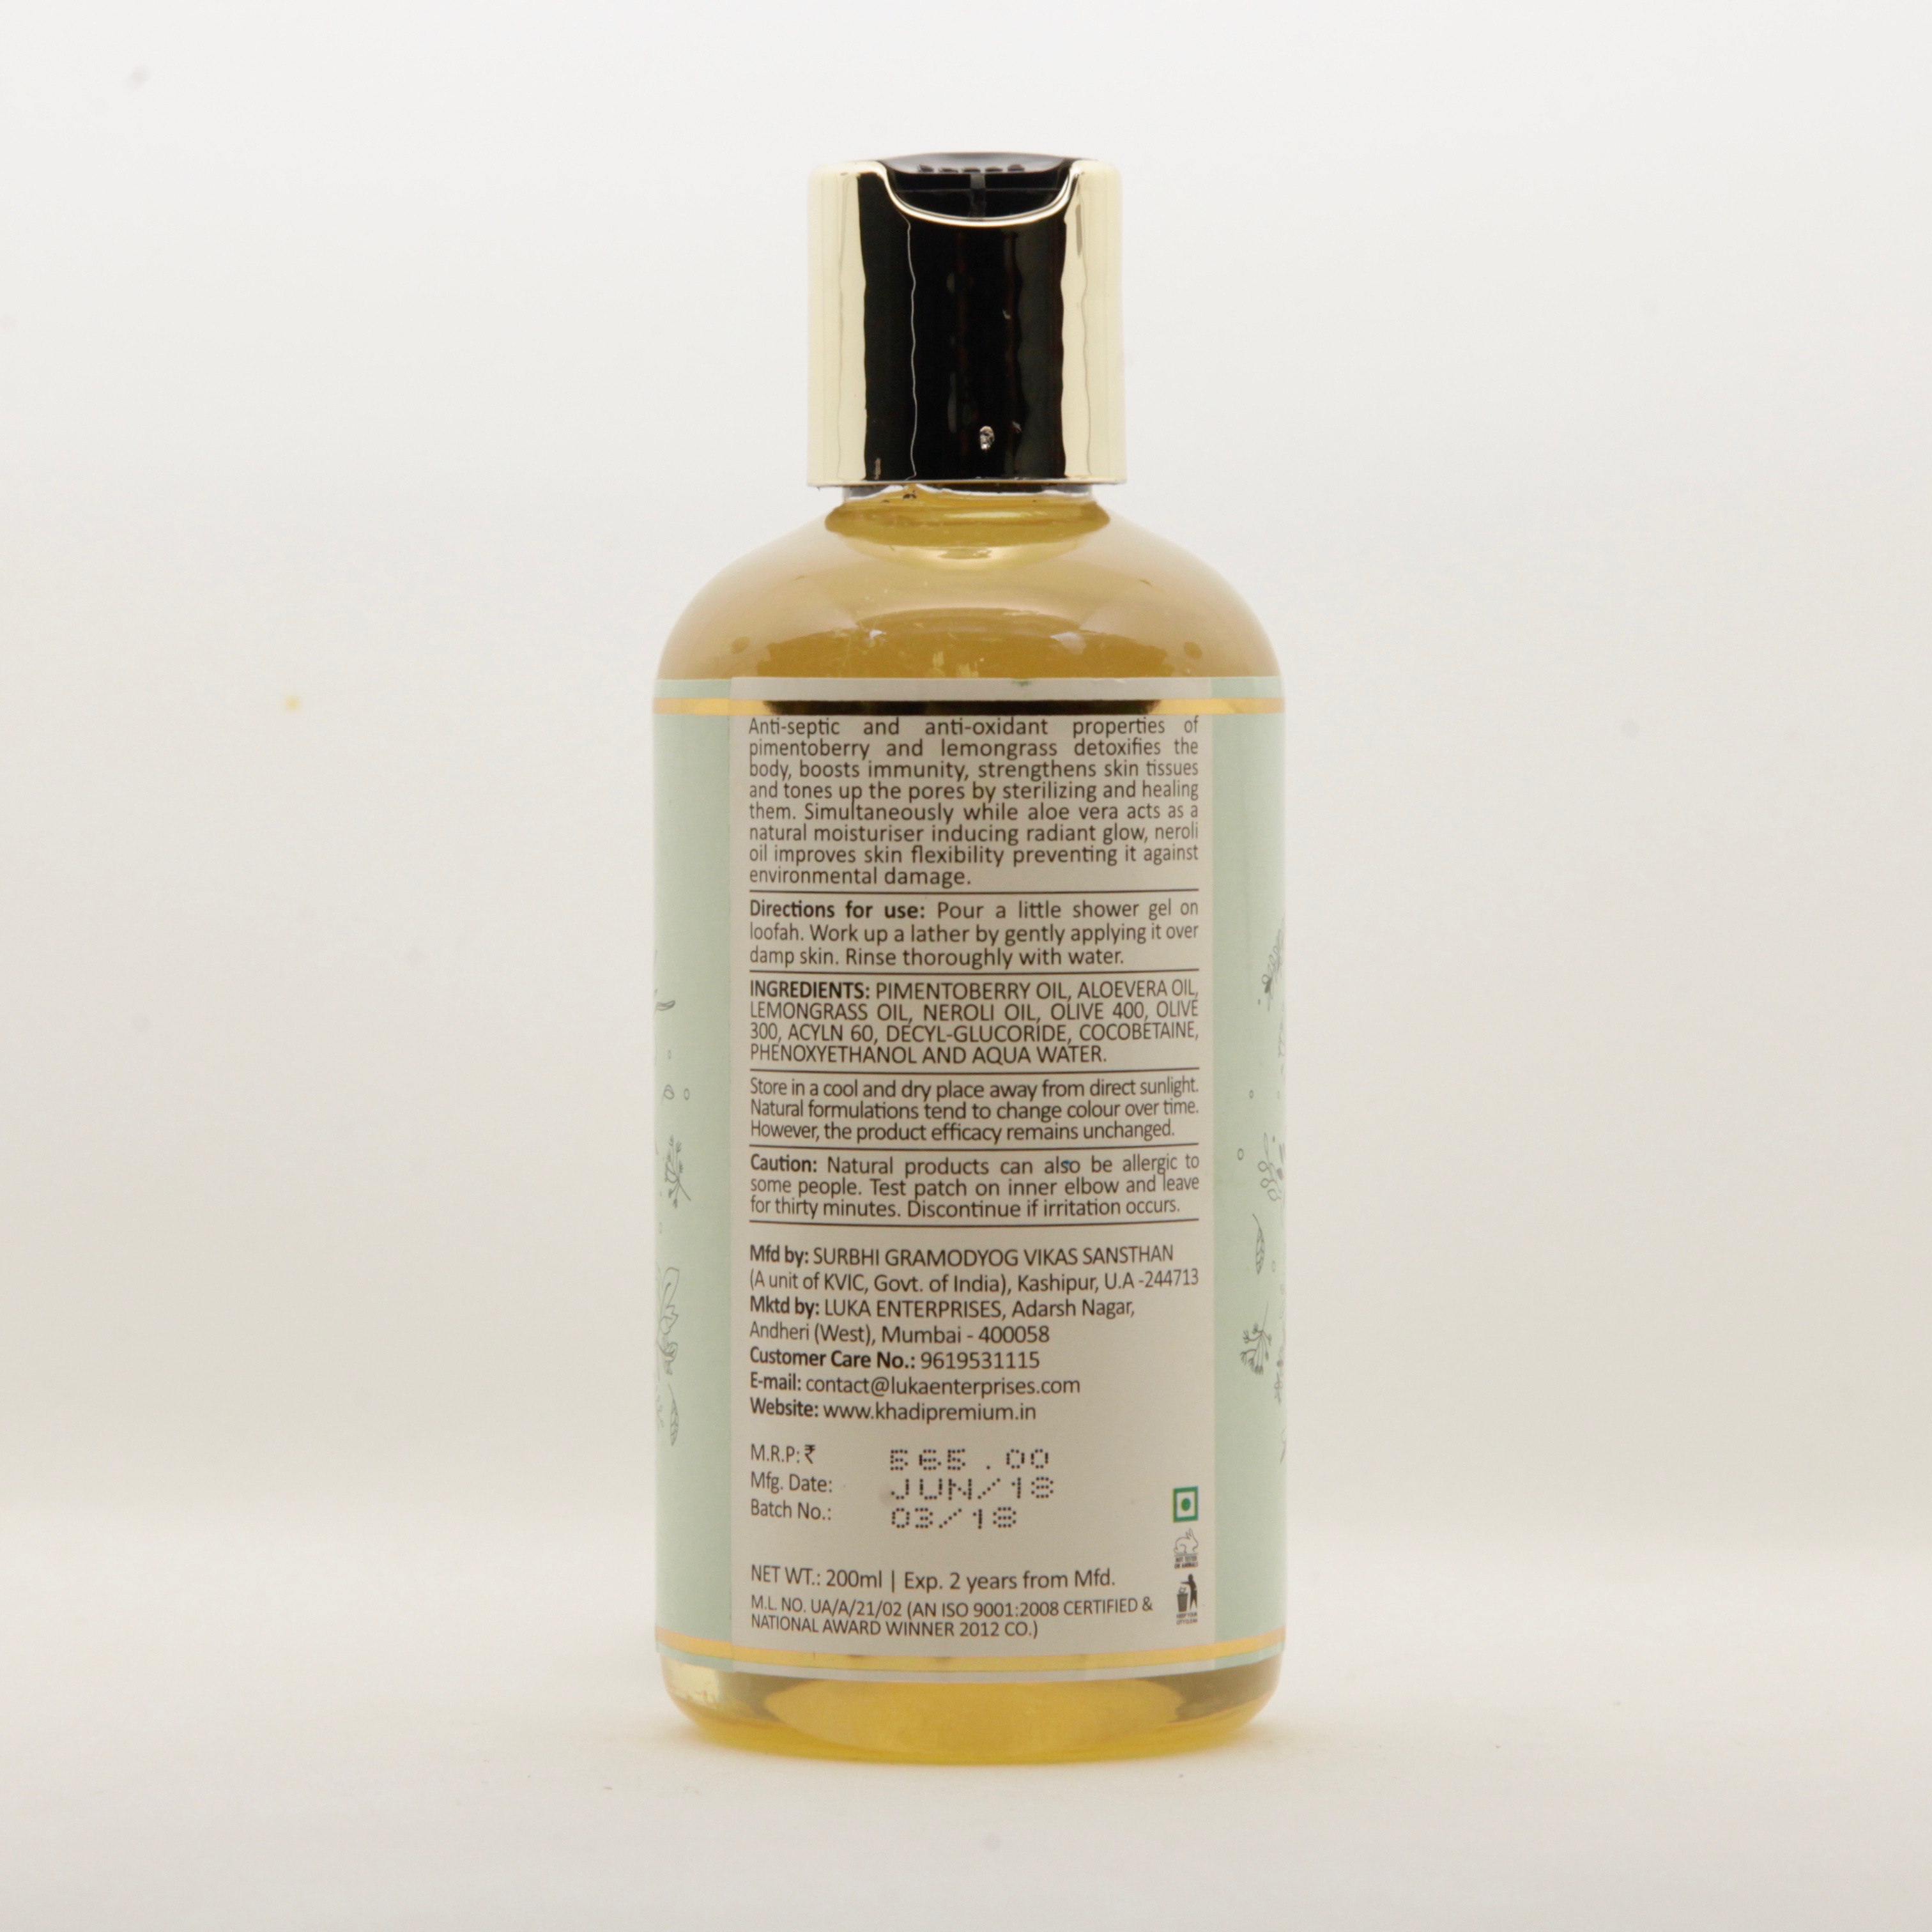 Anti-septic and anti-oxidant properties of
pimentoberry and lemongrass detoxifies the
body, boosts immunity, strengthens skin tissues
and tones up the pores by sterilizing and healing
them. Simultaneously while aloe vera acts as a
natural moisturiser inducing radiant glow, neroli
oil improves skin flexibility preventing it against
environmental damage.
Directions for use: Pour a little shower gel on
loofah. Work up a lather by gently applying it over
damp skin. Rinse thoroughly with water.
INGREDIENTS: PIMENTOBERRY OIL, ALOEVERA OIL,
LEMONGRASS OIL, NEROLI OIL, OLIVE 400, OLIVE
300, ACYLN 60, DECYL-GLUCORIDE, COCOBETAINE,
PHENOXYETHANOL AND AQUA WATER.
Store in a cool and dry place away from direct sunlight.
Natural formulations tend to change colour over time.
However, the product efficacy remains unchanged.
Caution: Natural products can also be allergic to
some people. Test patch on inner elbow and leave
for thirty minutes. Discontinue if irritation occurs.
Mfd by: SURBHI GRAMODYOG VIKAS SANSTHAN
(A unit of KVIC, Govt. of India), Kashipur, U.A -244713
Mktd by: LUKA ENTERPRISES, Adarsh Nagar,
Andheri (West), Mumbai - 400058
Customer Care No.: 9619531115
E-mail: contact@lukaenterprises.com
Website: www.khadipremium.in
M.R.P: ₹ 565.00
Mfg. Date: JUN/18
Batch No.: 03/18
NET WT.: 200ml | Exp. 2 years from Mfd.
M.L. NO. UA/A/21/02 (AN ISO 9001:2008 CERTIFIED &
NATIONAL AWARD WINNER 2012 CO.)